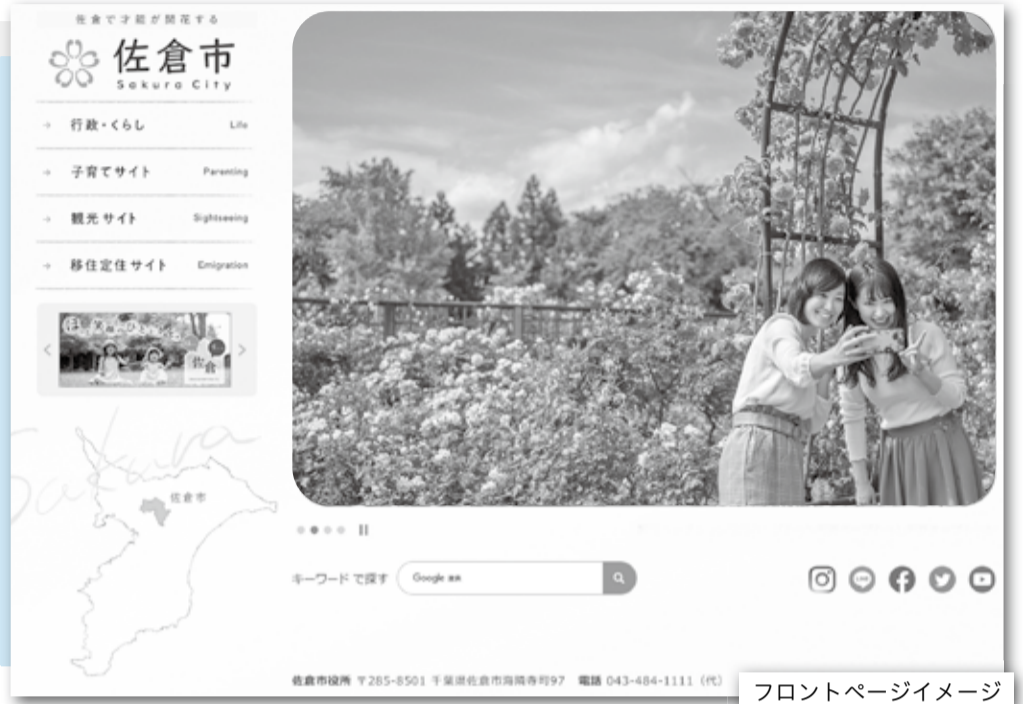 佐倉で才能が開花する
佐倉市
Sakura City
行政・くらし Life
子育てサイト Parenting
観光サイト Sightseeing
移住定住サイト Emigration
佐倉
Sakura
佐倉市
キーワードで探す Google 検索
LINE
佐倉市役所 〒285-8501 千葉県佐倉市海隣寺町97 電話 043-484-1111（代）
フロントページイメージ